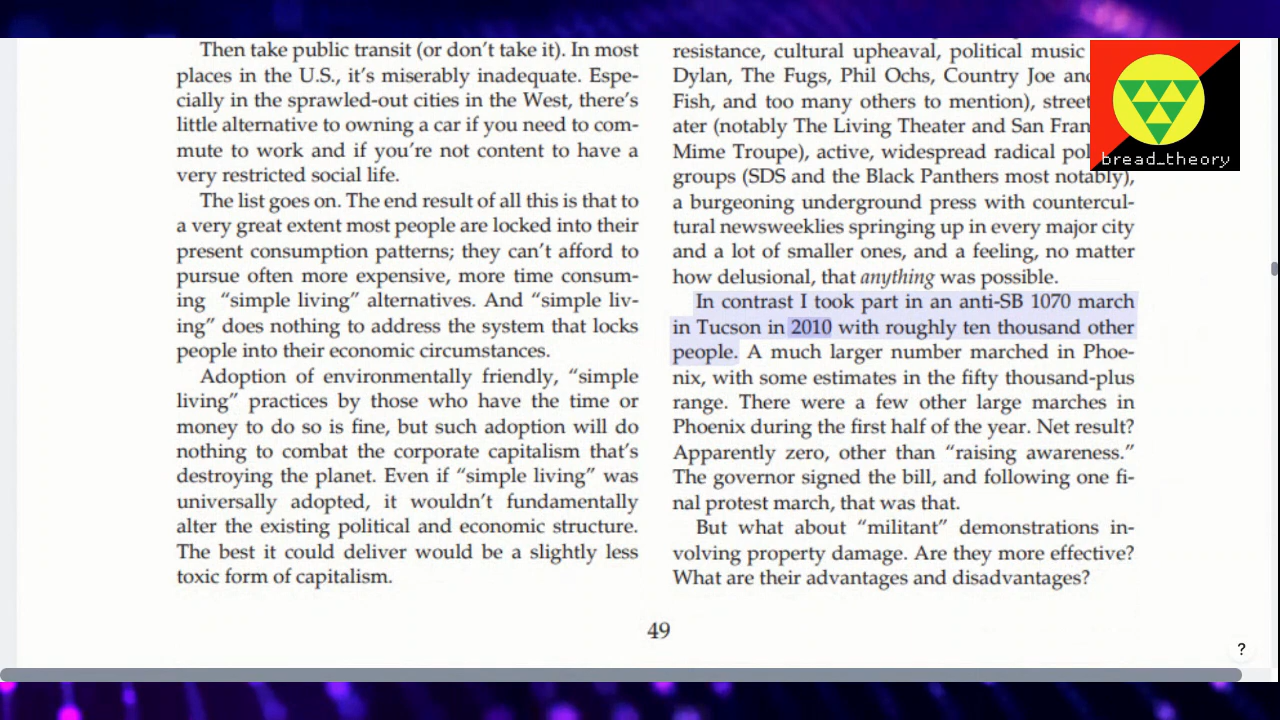 Then take public transit (or don't take it). In most
places in the U.S., it's miserably inadequate. Espe-
cially in the sprawled-out cities in the West, there's
little alternative to owning a car if you need to com-
mute to work and if you're not content to have a
very restricted social life.
The list goes on. The end result of all this is that to
a very great extent most people are locked into their
present consumption patterns; they can't afford to
pursue often more expensive, more time consum-
ing “simple living” alternatives. And “simple liv-
ing” does nothing to address the system that locks
people into their economic circumstances.
Adoption of environmentally friendly, “simple
living” practices by those who have the time or
money to do so is fine, but such adoption will do
nothing to combat the corporate capitalism that's
destroying the planet. Even if “simple living” was
universally adopted, it wouldn't fundamentally
alter the existing political and economic structure.
The best it could deliver would be a slightly less
toxic form of capitalism.
resistance, cultural upheaval, political music
Dylan, The Fugs, Phil Ochs, Country Joe and
Fish, and too many others to mention), street
ater (notably The Living Theater and San Fran
Mime Troupe), active, widespread radical pol
groups (SDS and the Black Panthers most notably),
a burgeoning underground press with countercul-
tural newsweeklies springing up in every major city
and a lot of smaller ones, and a feeling, no matter
how delusional, that anything was possible.
In contrast I took part in an anti-SB 1070 march
in Tucson in 2010 with roughly ten thousand other
people. A much larger number marched in Phoe-
nix, with some estimates in the fifty thousand-plus
range. There were a few other large marches in
Phoenix during the first half of the year. Net result?
Apparently zero, other than “raising awareness.”
The governor signed the bill, and following one fi-
nal protest march, that was that.
But what about “militant” demonstrations in-
volving property damage. Are they more effective?
What are their advantages and disadvantages?
49
bread_theory
?